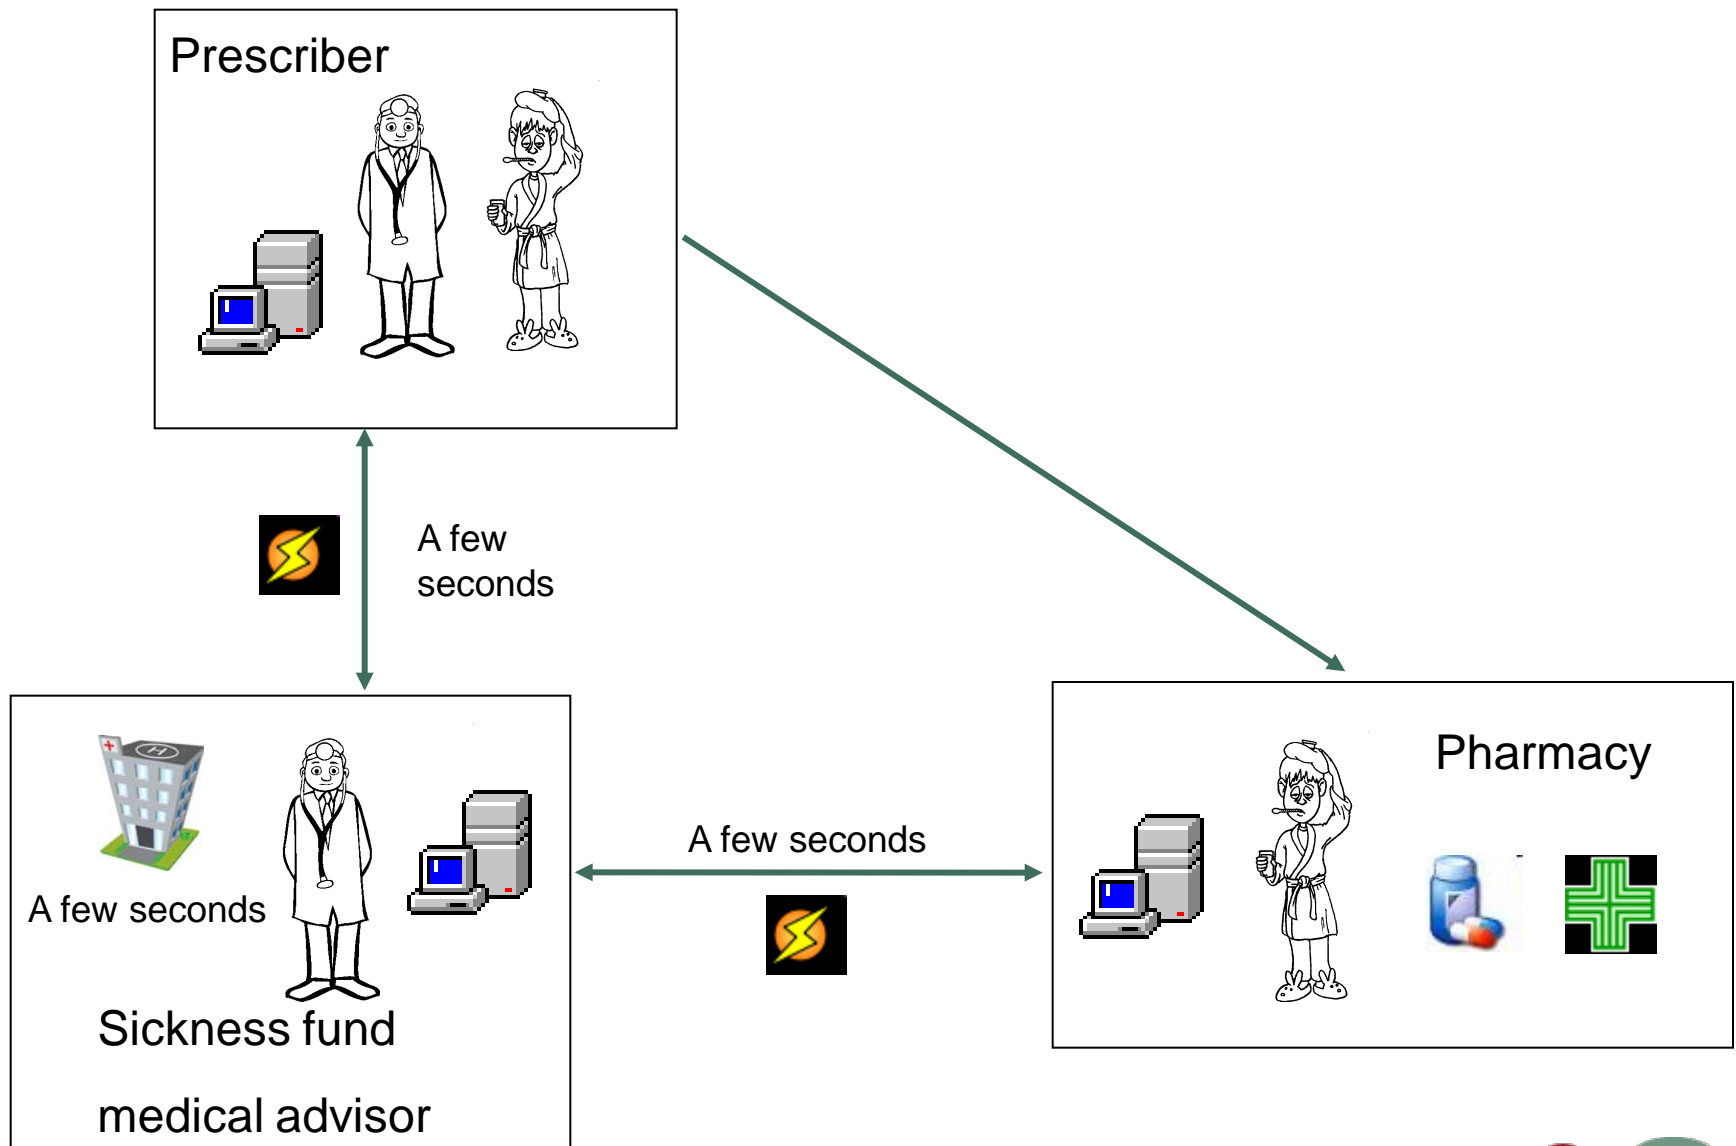 Prescriber
A few
seconds
A few seconds
Sickness fund
medical advisor
A few seconds
Pharmacy